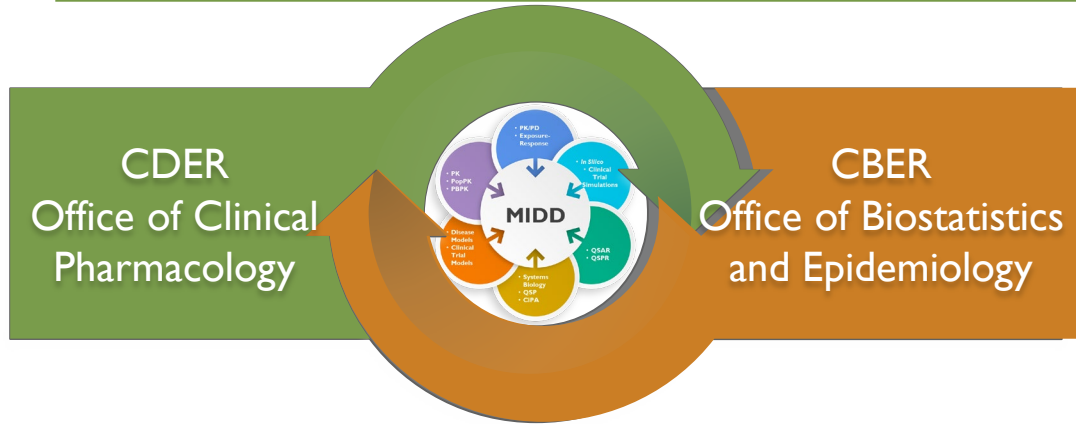 CDER
Office of Clinical
Pharmacology
• PK/PD
• Exposure-
Response
• In Silico
• Clinical
Trial
Simulations
• PK
• PopPK
• PBPK
MIDD
• Disease
Models
• Clinical
Trial
Models
• QSAR
• QSPR
• Systems
Biology
• QSP
• CiPA
CBER
Office of Biostatistics
and Epidemiology